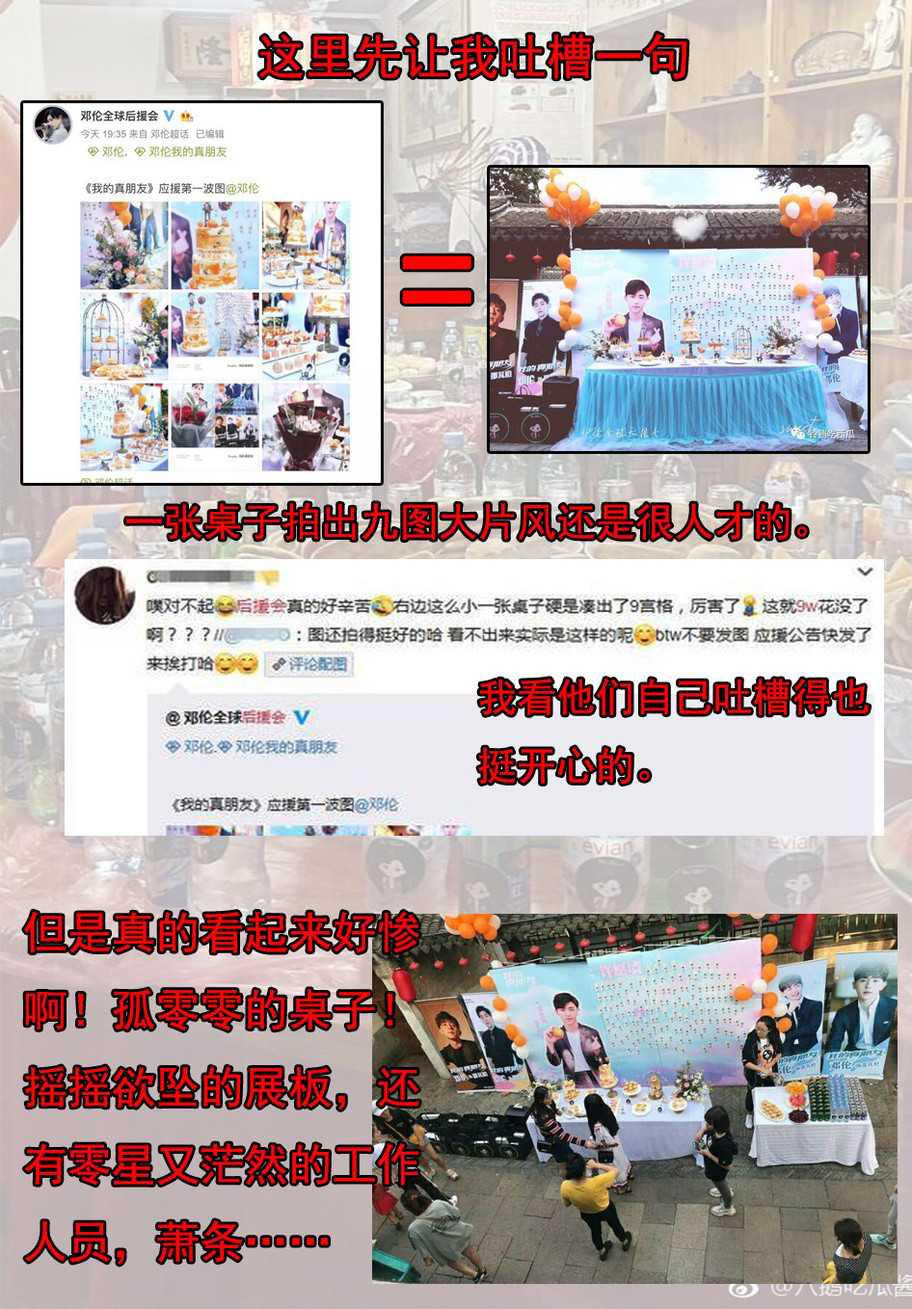 这里先让我吐槽一句
邓伦全球后援会
今天 19:35 来自 邓伦超话 已编辑
邓伦. 邓伦我的真朋友
《我的真朋友》应援第一波图@邓伦
一张桌子拍出九图大片风还是很人才的。
噗对不起后援会真的好辛苦右边这么小一张桌子硬是凑出了9宫格，厉害了 这就9w花没了
啊？？？//@：图还拍得挺好的哈 看不出来实际是这样的呢btw不要发图 应援公告快发了
来挨打哈 评论配图
我看他们自己吐槽得也
挺开心的。
@邓伦全球后援会
邓伦.邓伦我的真朋友
《我的真朋友》应援第一波图@邓伦
但是真的看起来好惨
啊！孤零零的桌子！
摇摇欲坠的展板，还
有零星又茫然的工作
人员，萧条……
evian
@八鹅吃瓜酱